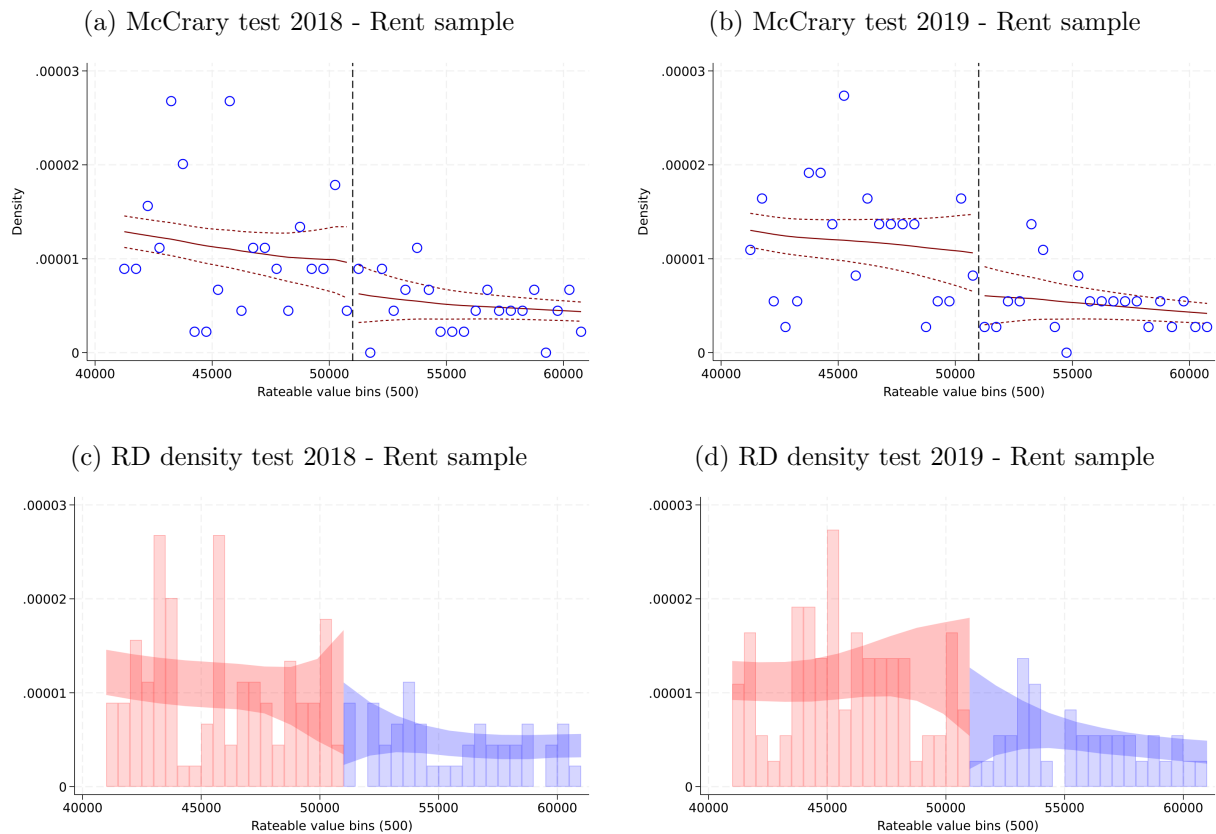 (a) McCrary test 2018 - Rent sample
.00003
.00002
.00001
0
Density
40000 45000 50000 55000 60000
Rateable value bins (500)
(b) McCrary test 2019 - Rent sample
.00003
.00002
.00001
0
Density
40000 45000 50000 55000 60000
Rateable value bins (500)
(c) RD density test 2018 - Rent sample
.00003
.00002
.00001
0
40000 45000 50000 55000 60000
Rateable value bins (500)
(d) RD density test 2019 - Rent sample
.00003
.00002
.00001
0
40000 45000 50000 55000 60000
Rateable value bins (500)